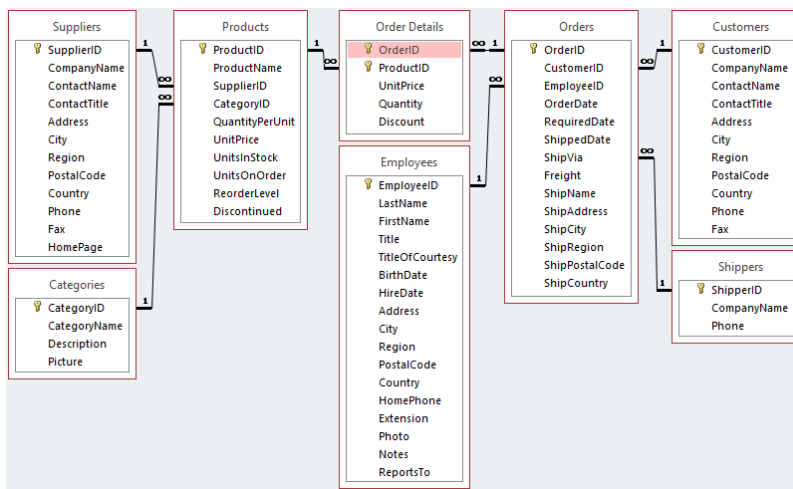 Suppliers
SupplierID
CompanyName
ContactName
ContactTitle
Address
City
Region
PostalCode
Country
Phone
Fax
HomePage
Categories
CategoryID
CategoryName
Description
Picture
Products
ProductID
ProductName
SupplierID
CategoryID
QuantityPerUnit
UnitPrice
UnitsInStock
UnitsOnOrder
ReorderLevel
Discontinued
Order Details
OrderID
ProductID
UnitPrice
Quantity
Discount
Employees
EmployeeID
LastName
FirstName
Title
TitleOfCourtesy
BirthDate
HireDate
Address
City
Region
PostalCode
Country
HomePhone
Extension
Photo
Notes
ReportsTo
Orders
OrderID
CustomerID
EmployeeID
OrderDate
RequiredDate
ShippedDate
ShipVia
Freight
ShipName
ShipAddress
ShipCity
ShipRegion
ShipPostalCode
ShipCountry
Customers
CustomerID
CompanyName
ContactName
ContactTitle
Address
City
Region
PostalCode
Country
Phone
Fax
Shippers
ShipperID
CompanyName
Phone
1 ∞
1 ∞
1 ∞
∞ 1
∞ 1
1 ∞
∞ 1